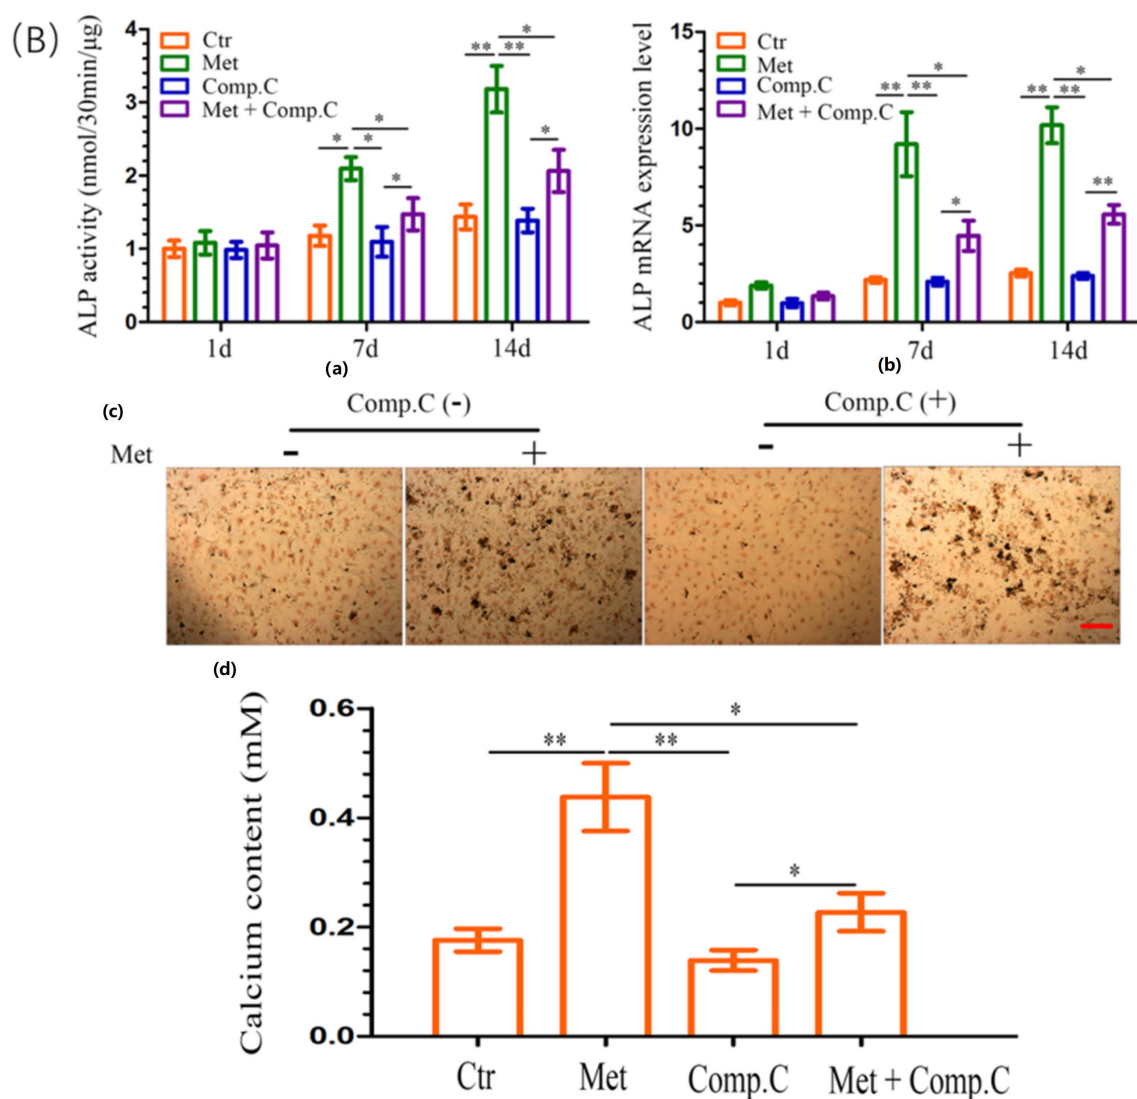 (B)
ALP activity (nmol/30min/μg)
4
3
2
1
0
Ctr
Met
Comp.C
Met + Comp.C
* * * *
** ** * *
1d 7d 14d
(a)
ALP mRNA expression level
15
10
5
0
Ctr
Met
Comp.C
Met + Comp.C
** ** * *
** ** * **
1d 7d 14d
(b)
(c)
Comp.C (-)
Comp.C (+)
Met - + - +
(d)
Calcium content (mM)
0.6
0.4
0.2
0.0
*
** **
*
Ctr Met Comp.C Met + Comp.C